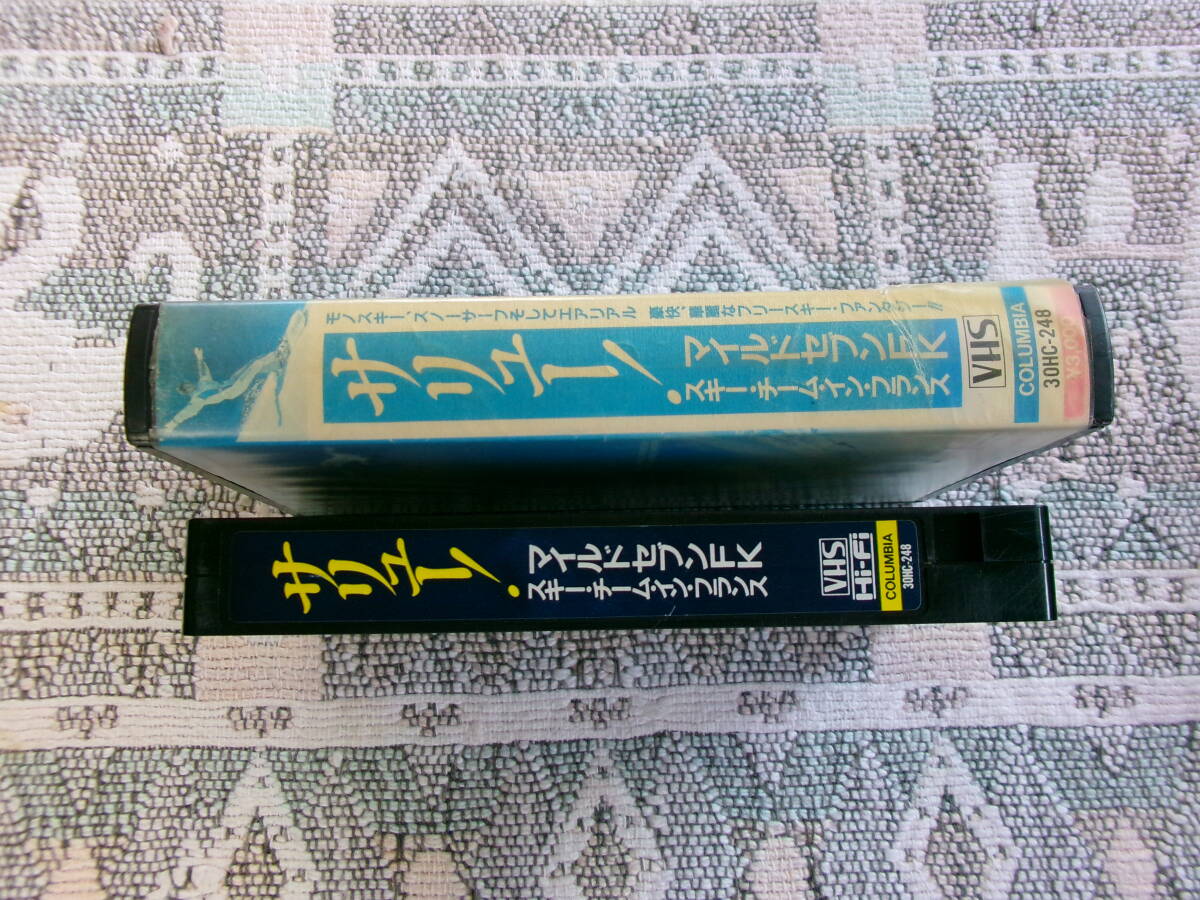 モノスキー、スノーサーフそしてエアリアル 豪快、華麗なフリースキー・ファンタジー!!
サリュー!
マイルドセブンFK
スキー・チーム・イン・フランス
VHS
COLUMBIA
30HC-248
¥3,00
サリュー!
マイルドセブンFK
スキー・チーム・イン・フランス
VHS
Hi-Fi
COLUMBIA
30HC-248